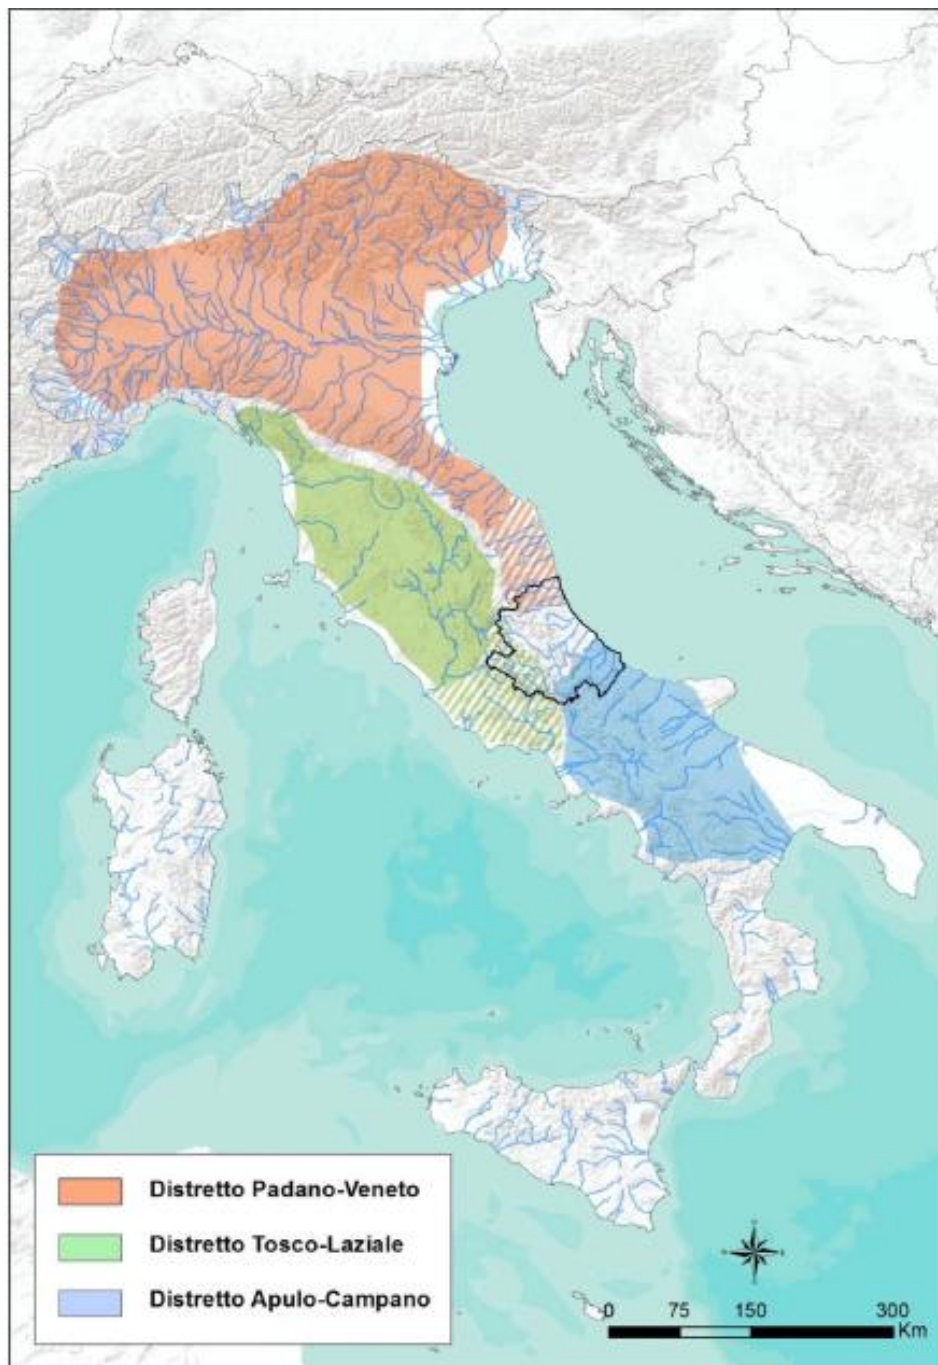 Distretto Padano-Veneto
Distretto Tosco-Laziale
Distretto Apulo-Campano
0 75 150 300
Km